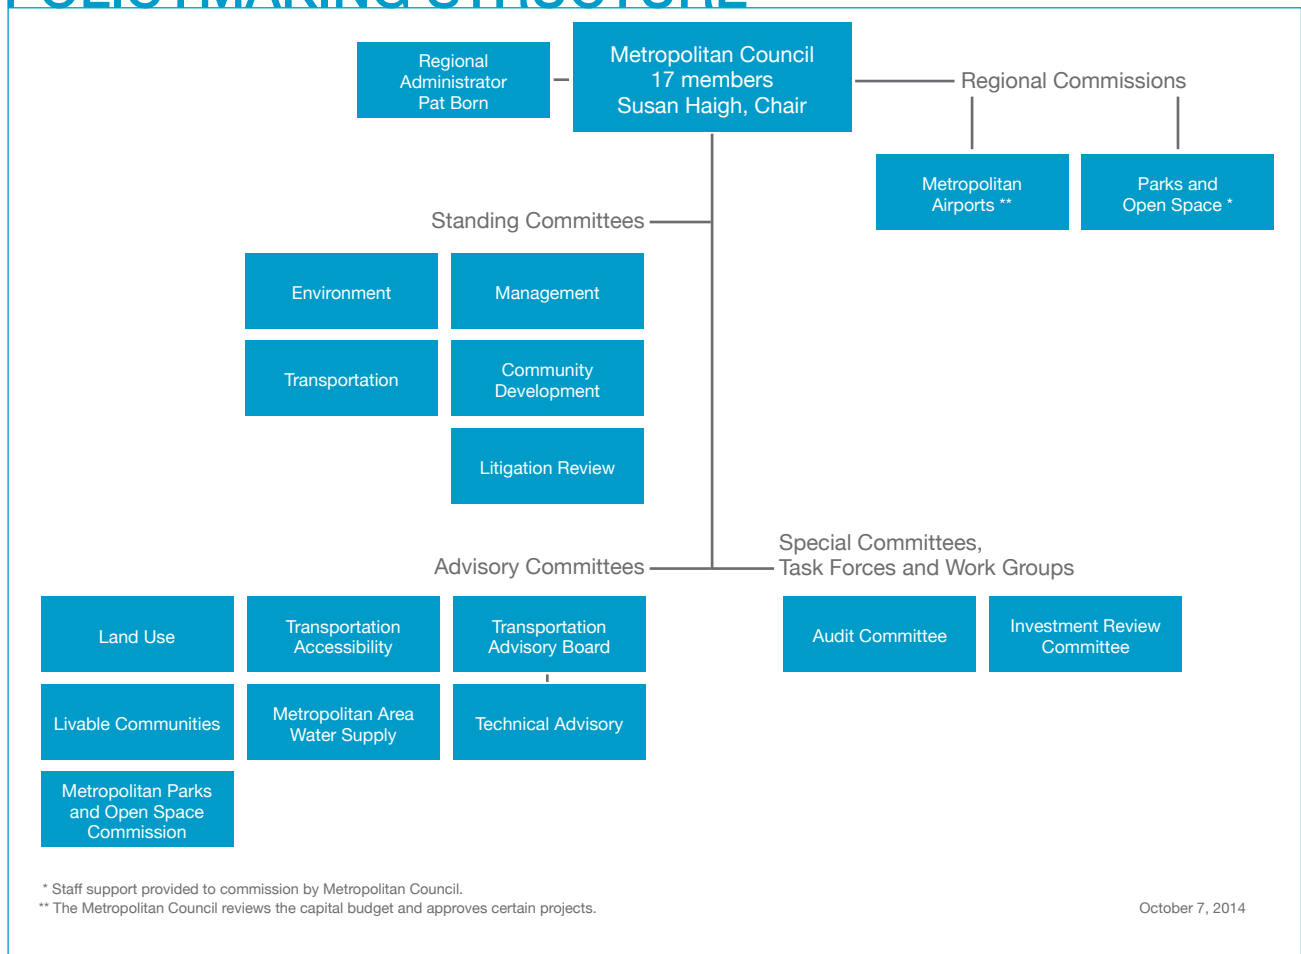 POLICYMAKING STRUCTURE
Regional
Administrator
Pat Born
Metropolitan Council
17 members
Susan Haigh, Chair
Regional Commissions
Metropolitan
Airports **
Parks and
Open Space *
Standing Committees
Environment
Management
Transportation
Community
Development
Litigation Review
Advisory Committees
Special Committees,
Task Forces and Work Groups
Land Use
Transportation
Accessibility
Transportation
Advisory Board
Audit Committee
Investment Review
Committee
Livable Communities
Metropolitan Area
Water Supply
Technical Advisory
Metropolitan Parks
and Open Space
Commission
* Staff support provided to commission by Metropolitan Council.
** The Metropolitan Council reviews the capital budget and approves certain projects.
October 7, 2014